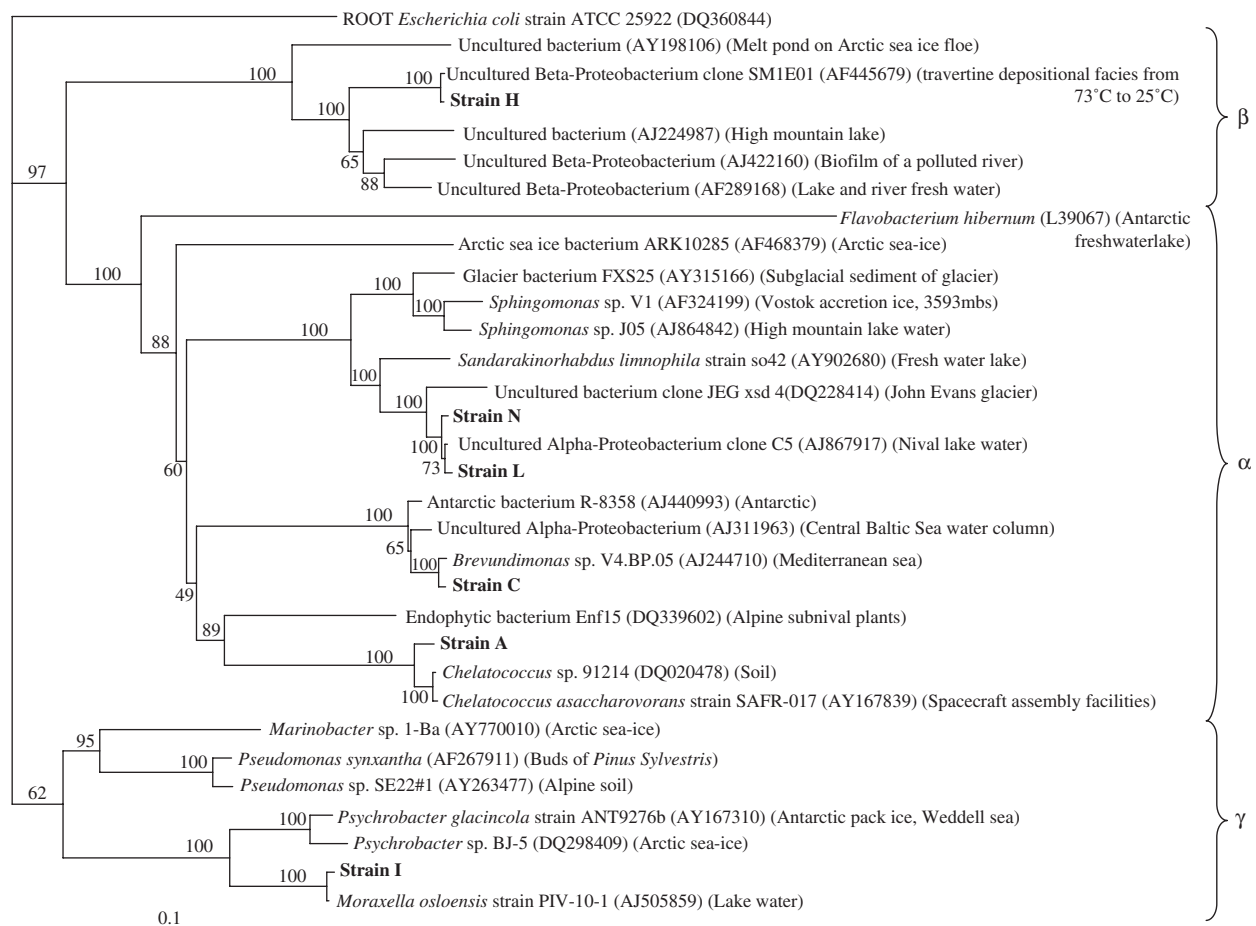 ROOT Escherichia coli strain ATCC 25922 (DQ360844)
Uncultured bacterium (AY198106) (Melt pond on Arctic sea ice floe)
100
100
Uncultured Beta-Proteobacterium clone SM1E01 (AF445679) (travertine depositional facies from
73˚C to 25˚C)
Strain H
100
β
Uncultured bacterium (AJ224987) (High mountain lake)
65
Uncultured Beta-Proteobacterium (AJ422160) (Biofilm of a polluted river)
97
88
Uncultured Beta-Proteobacterium (AF289168) (Lake and river fresh water)
Flavobacterium hibernum (L39067) (Antarctic
freshwaterlake)
Arctic sea ice bacterium ARK10285 (AF468379) (Arctic sea-ice)
100
Glacier bacterium FXS25 (AY315166) (Subglacial sediment of glacier)
100
Sphingomonas sp. V1 (AF324199) (Vostok accretion ice, 3593mbs)
100
100
Sphingomonas sp. J05 (AJ864842) (High mountain lake water)
88
Sandarakinorhabdus limnophila strain so42 (AY902680) (Fresh water lake)
100
Uncultured bacterium clone JEG xsd 4(DQ228414) (John Evans glacier)
100
Strain N
Uncultured Alpha-Proteobacterium clone C5 (AJ867917) (Nival lake water)
100
73
Strain L
60
α
Antarctic bacterium R-8358 (AJ440993) (Antarctic)
100
Uncultured Alpha-Proteobacterium (AJ311963) (Central Baltic Sea water column)
65
Brevundimonas sp. V4.BP.05 (AJ244710) (Mediterranean sea)
100
Strain C
49
Endophytic bacterium Enf15 (DQ339602) (Alpine subnival plants)
89
Strain A
100
Chelatococcus sp. 91214 (DQ020478) (Soil)
100
Chelatococcus asaccharovorans strain SAFR-017 (AY167839) (Spacecraft assembly facilities)
Marinobacter sp. 1-Ba (AY770010) (Arctic sea-ice)
95
Pseudomonas synxantha (AF267911) (Buds of Pinus Sylvestris)
100
Pseudomonas sp. SE22#1 (AY263477) (Alpine soil)
62
Psychrobacter glacincola strain ANT9276b (AY167310) (Antarctic pack ice, Weddell sea)
100
γ
Psychrobacter sp. BJ-5 (DQ298409) (Arctic sea-ice)
100
Strain I
100
Moraxella osloensis strain PIV-10-1 (AJ505859) (Lake water)
0.1